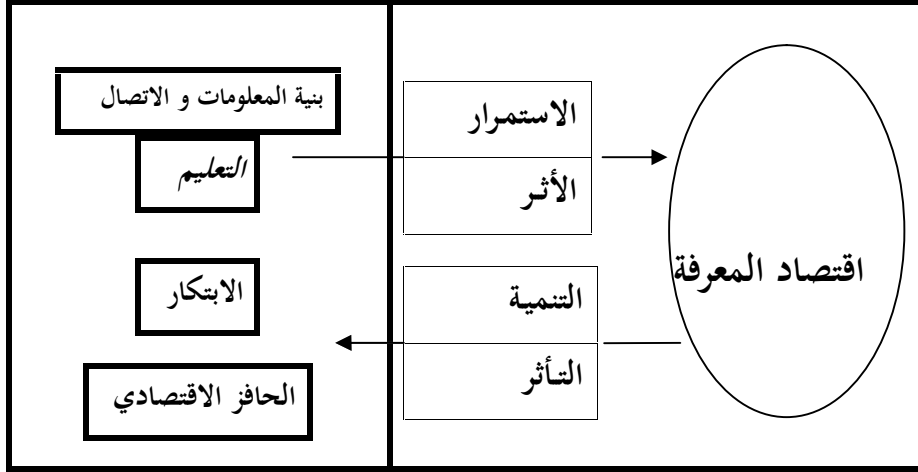 بنية المعلومات و الاتصال
التعليم
الابتكار
الحافز الاقتصادي
الاستمرار
الأثر
التنمية
التأثر
اقتصاد المعرفة